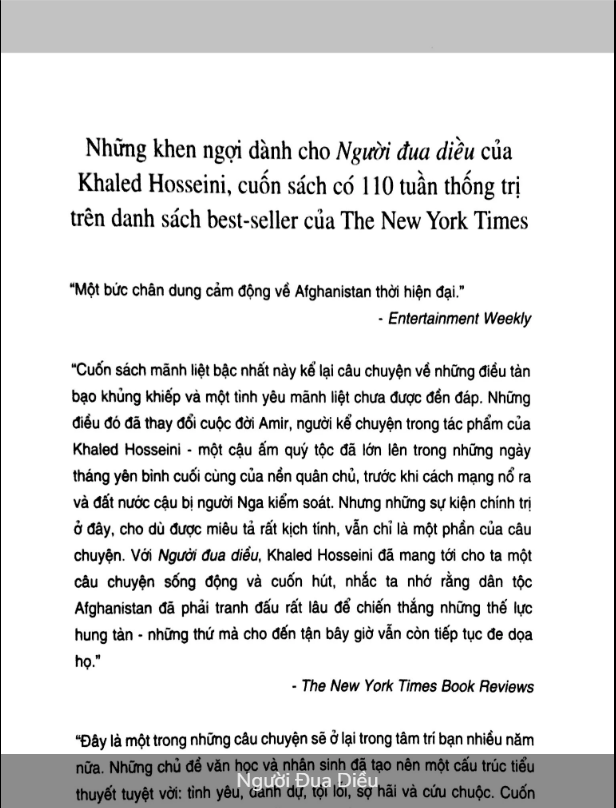 Những khen ngợi dành cho Người đua diều của
Khaled Hosseini, cuốn sách có 110 tuần thống trị
trên danh sách best-seller của The New York Times
“Một bức chân dung cảm động về Afghanistan thời hiện đại.”
- Entertainment Weekly
“Cuốn sách mãnh liệt bậc nhất này kể lại câu chuyện về những điều tàn
bạo khủng khiếp và một tình yêu mãnh liệt chưa được đền đáp. Những
điều đó đã thay đổi cuộc đời Amir, người kể chuyện trong tác phẩm của
Khaled Hosseini - một cậu ấm quý tộc đã lớn lên trong những ngày
tháng yên bình cuối cùng của nền quân chủ, trước khi cách mạng nổ ra
và đất nước cậu bị người Nga kiểm soát. Nhưng những sự kiện chính trị
ở đây, cho dù được miêu tả rất kịch tính, vẫn chỉ là một phần của câu
chuyện. Với Người đua diều, Khaled Hosseini đã mang tới cho ta một
câu chuyện sống động và cuốn hút, nhắc ta nhớ rằng dân tộc
Afghanistan đã phải tranh đấu rất lâu để chiến thắng những thế lực
hung tàn - những thứ mà cho đến tận bây giờ vẫn còn tiếp tục đe dọa
họ.”
- The New York Times Book Reviews
“Đây là một trong những câu chuyện sẽ ở lại trong tâm trí bạn nhiều năm
nữa. Những chủ đề văn học và nhân sinh đã tạo nên một cấu trúc tiểu
Người Đua Diều
thuyết tuyệt vời: tình yêu, danh dự, tội lỗi, sợ hãi và cứu chuộc. Cuốn